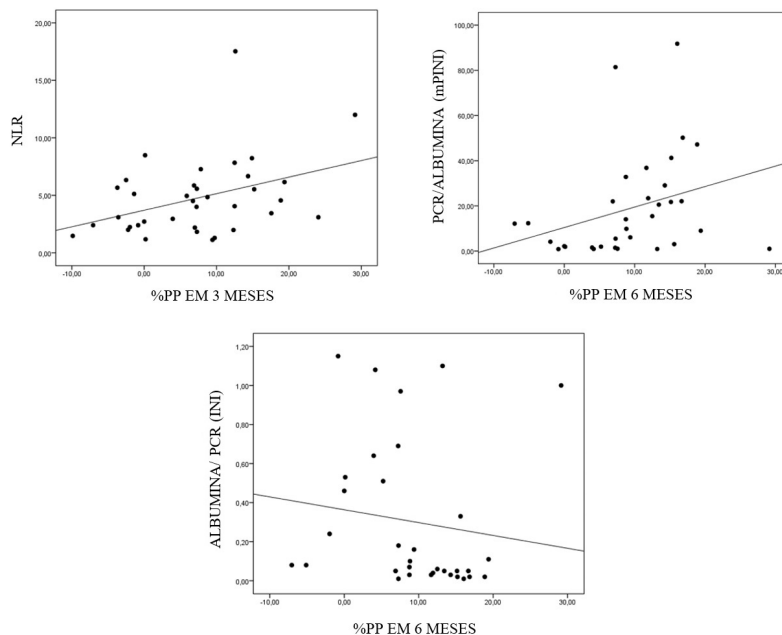 20,00
15,00
10,00
5,00
0,00
NLR
-10,00 0,00 10,00 20,00 30,00
%PP EM 3 MESES
100,00
80,00
60,00
40,00
20,00
0,00
PCR/ALBUMINA (mPINI)
-10,00 0,00 10,00 20,00 30,00
%PP EM 6 MESES
1,20
1,00
0,80
0,60
0,40
0,20
0,00
ALBUMINA/ PCR (INI)
-10,00 0,00 10,00 20,00 30,00
%PP EM 6 MESES